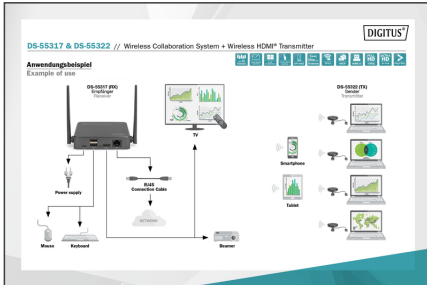 DIGITUS®
DS-55317 & DS-55322 // Wireless Collaboration System + Wireless HDMI® Transmitter
Anwendungsbeispiel
Example of use
DS-55317 (RX)
Empfänger
Receiver
DS-55322 (TX)
Sender
Transmitter
TV
Smartphone
Tablet
Power supply
RJ45
Connection Cable
NETWORK
Mouse
Keyboard
Beamer